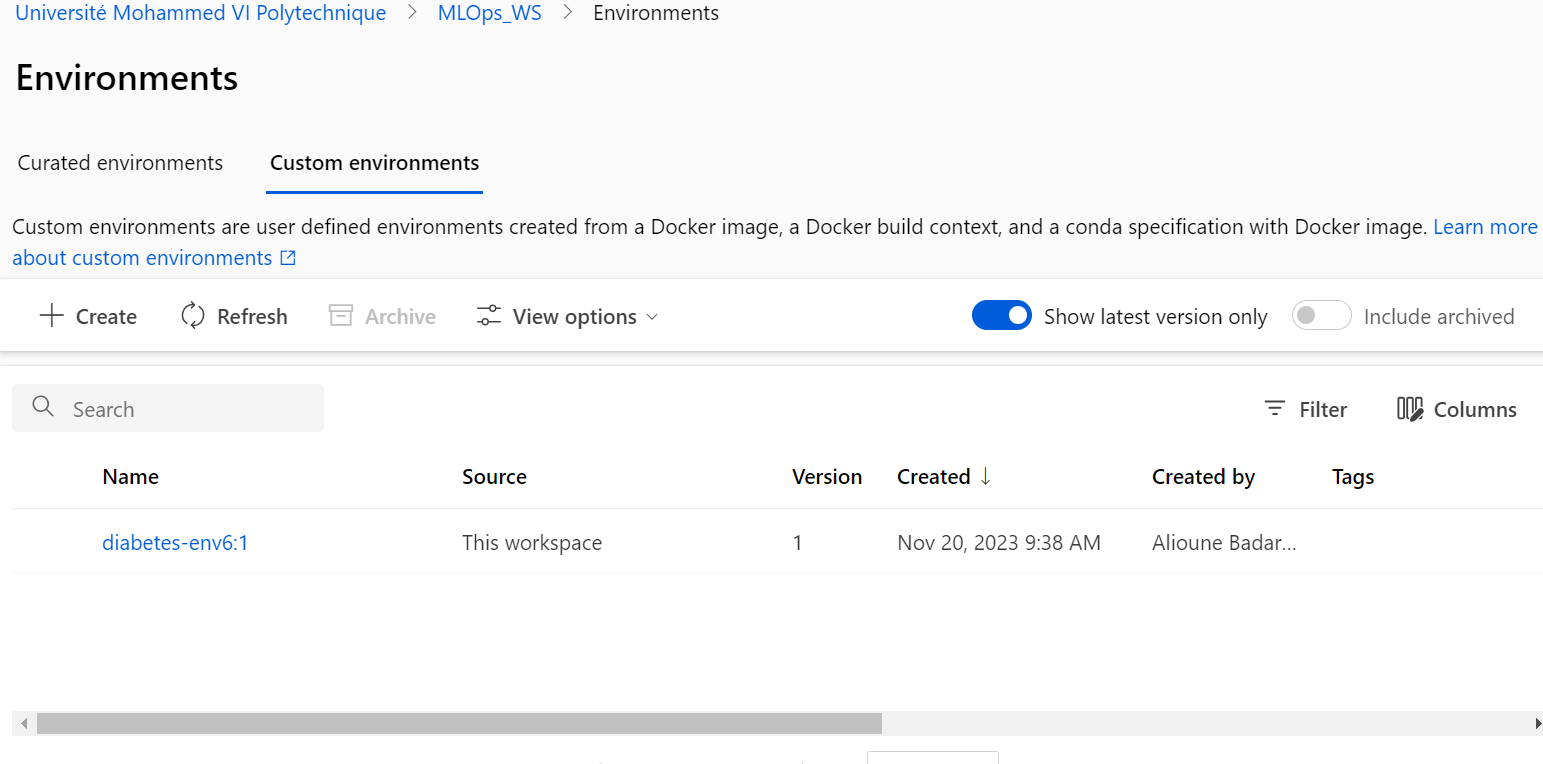 Université Mohammed VI Polytechnique > MLOps_WS > Environments
Environments
Curated environments Custom environments
Custom environments are user defined environments created from a Docker image, a Docker build context, and a conda specification with Docker image. Learn more
about custom environments
Create Refresh Archive View options Show latest version only Include archived
Search Filter Columns
Name Source Version Created ↓ Created by Tags
diabetes-env6:1 This workspace 1 Nov 20, 2023 9:38 AM Alioune Badar...